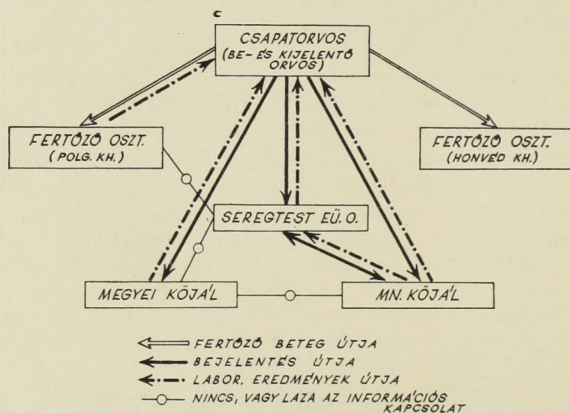 c
CSAPATORVOS
(BE-ÉS KIJELENTŐ
ORVOS)
FERTŐZŐ OSZT.
(POLG. KH.)
FERTŐZŐ OSZT.
(HONVÉD KH.)
SEREGTEST EÜ. O.
MEGYEI KÖJÁL
MN. KÖJÁL
FERTŐZŐ BETEG ÚTJA
BEJELENTÉS ÚTJA
LABOR. EREDMÉNYEK ÚTJA
NINCS, VAGY LAZA AZ INFORMÁCIÓS
KAPCSOLAT